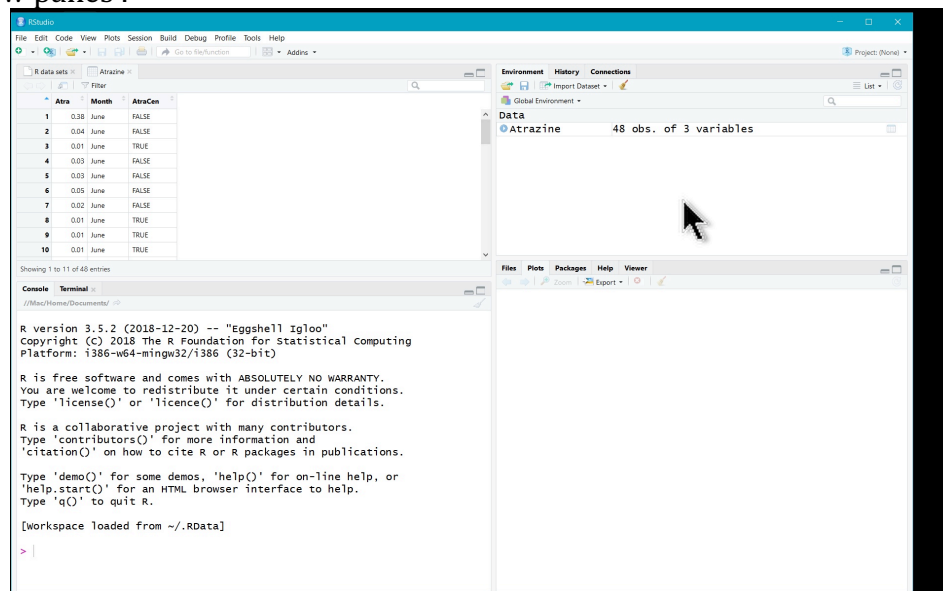 RStudio
File Edit Code View Plots Session Build Debug Profile Tools Help
Go to file/function Addins Project: (None)
R data sets Atrazine
Filter
Atra Month AtraCen
1 0.38 June FALSE
2 0.04 June FALSE
3 0.01 June TRUE
4 0.03 June FALSE
5 0.03 June FALSE
6 0.05 June FALSE
7 0.02 June FALSE
8 0.01 June TRUE
9 0.01 June TRUE
10 0.01 June TRUE
Showing 1 to 11 of 48 entries
Console Terminal
//Mac/Home/Documents/
R version 3.5.2 (2018-12-20) -- "Eggshell Igloo"
Copyright (C) 2018 The R Foundation for Statistical Computing
Platform: i386-w64-mingw32/i386 (32-bit)
R is free software and comes with ABSOLUTELY NO WARRANTY.
You are welcome to redistribute it under certain conditions.
Type 'license()' or 'licence()' for distribution details.
R is a collaborative project with many contributors.
Type 'contributors()' for more information and
'citation()' on how to cite R or R packages in publications.
Type 'demo()' for some demos, 'help()' for on-line help, or
'help.start()' for an HTML browser interface to help.
Type 'q()' to quit R.
[Workspace loaded from ~/.RData]
>
Environment History Connections
Import Dataset List
Global Environment
Data
Atrazine 48 obs. of 3 variables
Files Plots Packages Help Viewer
Zoom Export